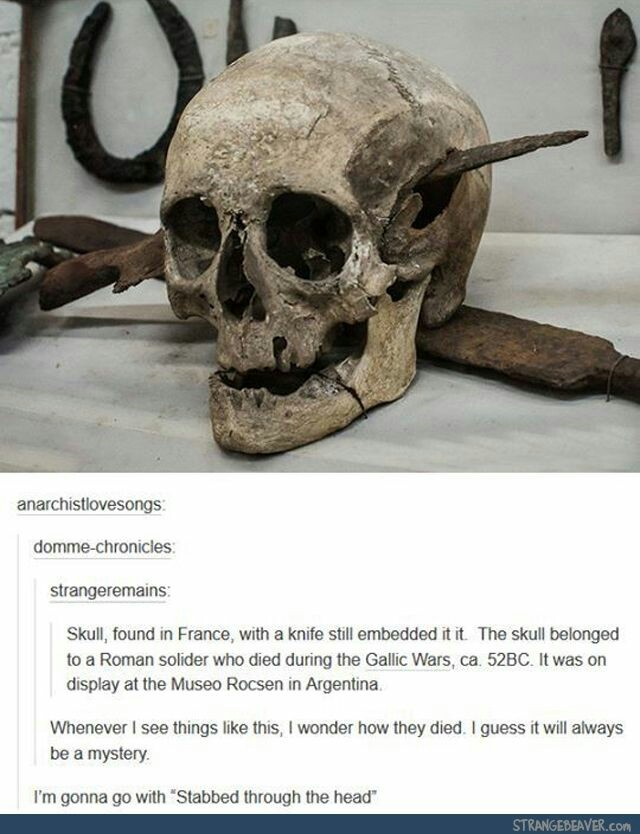 anarchistlovesongs:
domme-chronicles:
strangeremains:
Skull, found in France, with a knife still embedded it it.  The skull belonged
to a Roman solider who died during the Gallic Wars, ca. 52BC. It was on
display at the Museo Rocsen in Argentina.
Whenever I see things like this, I wonder how they died. I guess it will always
be a mystery.
I'm gonna go with “Stabbed through the head”
STRANGEBEAVER.com